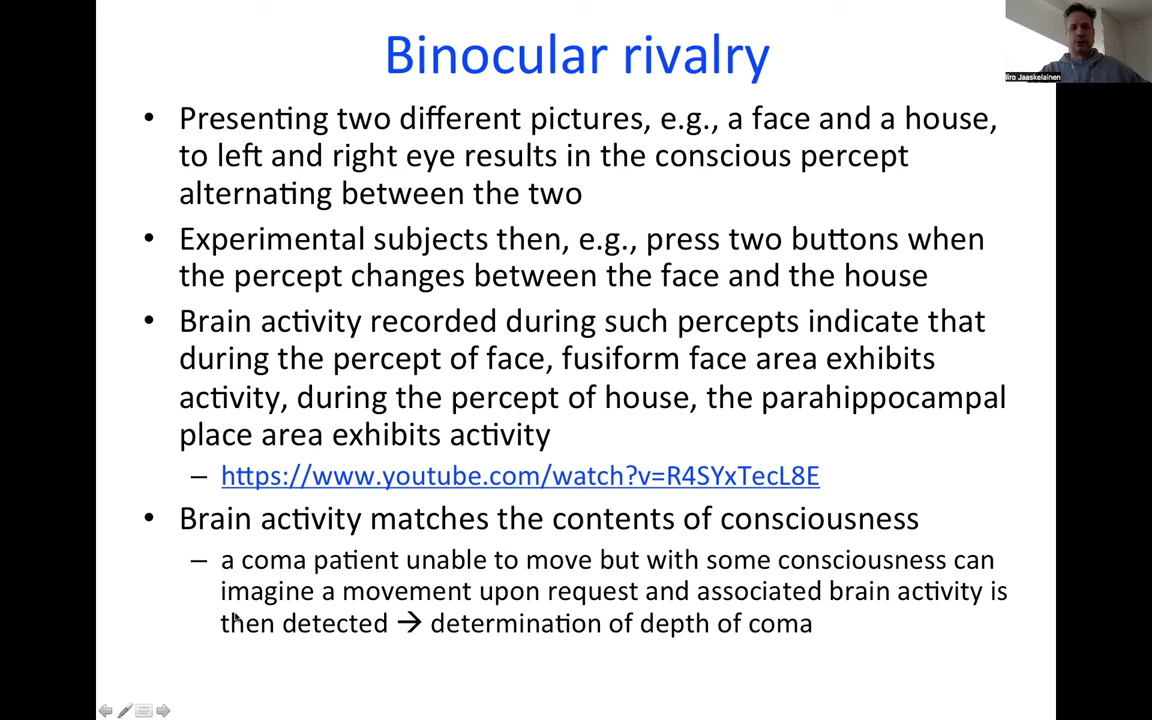 Binocular rivalry
Iiro Jaaskelainen
• Presenting two different pictures, e.g., a face and a house,
to left and right eye results in the conscious percept
alternating between the two
• Experimental subjects then, e.g., press two buttons when
the percept changes between the face and the house
• Brain activity recorded during such percepts indicate that
during the percept of face, fusiform face area exhibits
activity, during the percept of house, the parahippocampal
place area exhibits activity
– https://www.youtube.com/watch?v=R4SYxTecL8E
• Brain activity matches the contents of consciousness
– a coma patient unable to move but with some consciousness can
imagine a movement upon request and associated brain activity is
then detected → determination of depth of coma